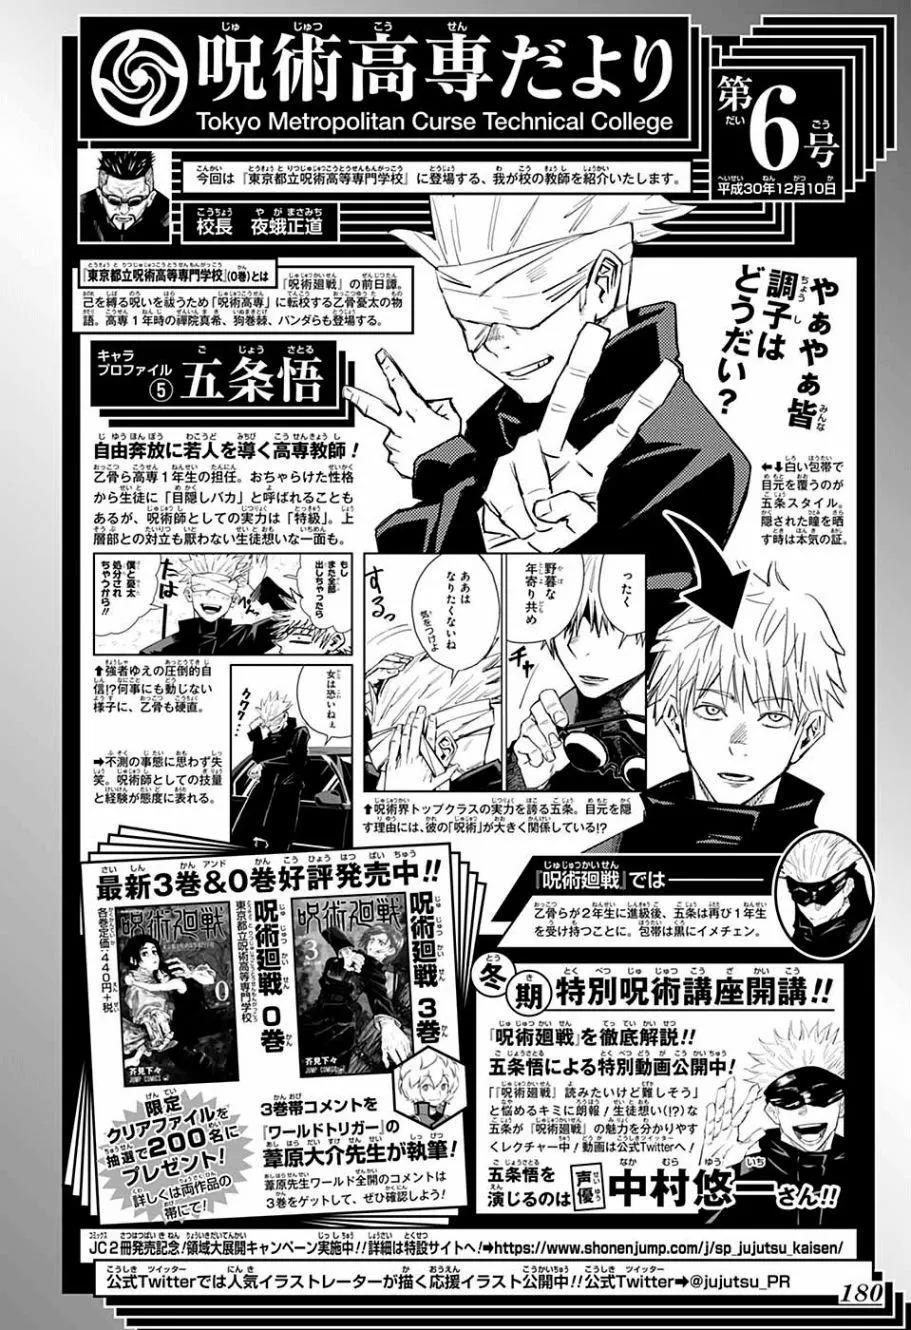 呪術高専だより
Tokyo Metropolitan Curse Technical College
第6号
平成30年12月10日
今回は『東京都立呪術高等専門学校』に登場する、我が校の教師を紹介いたします。
校長 夜蛾正道
『東京都立呪術高等専門学校』(0巻)とは
『呪術廻戦』の前日譚。
己を縛る呪いを祓うため「呪術高専」に転校する乙骨憂太の物
語。高専1年時の禪院真希、狗巻棘、パンダらも登場する。
やぁやぁ皆
調子は
どうだい?
キャラ
プロファイル
⑤
五条悟
自由奔放に若人を導く高専教師!
乙骨ら高専1年生の担任。おちゃらけた性格
から生徒に「目隠しバカ」と呼ばれることも
あるが、呪術師としての実力は「特級」。上
層部との対立も厭わない生徒想いな一面も。
⬅⬇白い包帯で
目元を覆うのが
五条スタイル。
隠された瞳を晒
す時は本気の証。
もし
また全部
出しちゃったら
僕と憂太
処分され
ちゃうから!!
たは
ったく
野暮な
年寄り共め
チャ
ああは
なりたくないね
気をつけよ
するっ
⬆強者ゆえの圧倒的自
信!?何事にも動じない
様子に、乙骨も硬直。
女は恐いねぇ
クク…
➡不測の事態に思わず失
笑。呪術師としての技量
と経験が態度に表れる。
⬆呪術界トップクラスの実力を誇る五条。目元を隠
す理由には、彼の「呪術」が大きく関係している!?
最新3巻&0巻好評発売中!!
呪術廻戦 3巻
呪術廻戦 0巻
東京都立呪術高等専門学校
各巻定価:440円+税
呪術廻戦
0
芥見下々
JUMP COMICS
呪術廻戦
3
芥見下々
JUMP COMICS
限定
クリアファイルを
抽選で200名に
プレゼント!
詳しくは両作品の
帯にて!
3巻帯コメントを
『ワールドトリガー』の
葦原大介先生が執筆!
葦原先生ワールド全開のコメントは
3巻をゲットして、ぜひ確認しよう!
『呪術廻戦』では
乙骨らが2年生に進級後、五条は再び1年生
を受け持つことに。包帯は黒にイメチェン。
冬期特別呪術講座開講!!
『呪術廻戦』を徹底解説!!
五条悟による特別動画公開中!
「『呪術廻戦』読みたいけど難しそう」
と悩めるキミに朗報!生徒想い(!?)な
五条が『呪術廻戦』の魅力を分かりやす
くレクチャー中!動画は公式Twitterへ!
五条悟を
演じるのは
声優
中村悠一さん!!
JC2冊発売記念!領域大展開キャンペーン実施中!!詳細は特設サイトへ!➡https://www.shonenjump.com/j/sp_jujutsu_kaisen/
公式Twitterでは人気イラストレーターが描く応援イラスト公開中!!公式Twitter➡@jujutsu_PR
180